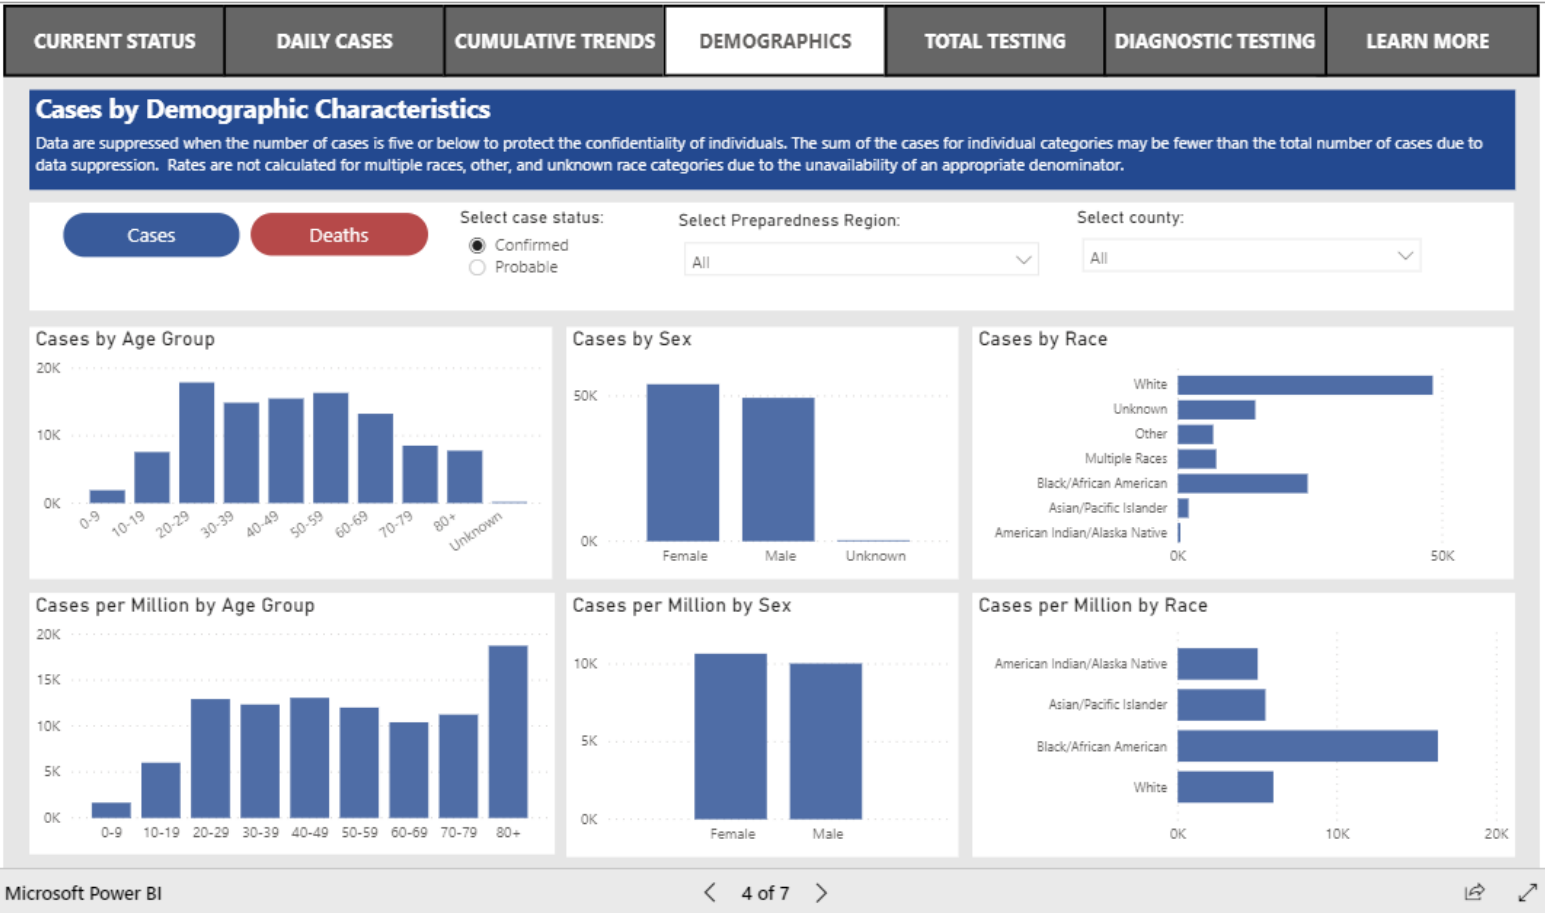 CURRENT STATUS
DAILY CASES
CUMULATIVE TRENDS
DEMOGRAPHICS
TOTAL TESTING
DIAGNOSTIC TESTING
LEARN MORE
Cases by Demographic Characteristics
Data are suppressed when the number of cases is five or below to protect the confidentiality of individuals. The sum of the cases for individual categories may be fewer than the total number of cases due to
data suppression.  Rates are not calculated for multiple races, other, and unknown race categories due to the unavailability of an appropriate denominator.
Cases
Deaths
Select case status:
Confirmed
Probable
Select Preparedness Region:
All
Select county:
All
Cases by Age Group
20K
10K
0K
0-9
10-19
20-29
30-39
40-49
50-59
60-69
70-79
80+
Unknown
Cases by Sex
50K
0K
Female
Male
Unknown
Cases by Race
White
Unknown
Other
Multiple Races
Black/African American
Asian/Pacific Islander
American Indian/Alaska Native
0K
50K
Cases per Million by Age Group
20K
15K
10K
5K
0K
0-9
10-19
20-29
30-39
40-49
50-59
60-69
70-79
80+
Cases per Million by Sex
10K
5K
0K
Female
Male
Cases per Million by Race
American Indian/Alaska Native
Asian/Pacific Islander
Black/African American
White
0K
10K
20K
Microsoft Power BI
4 of 7